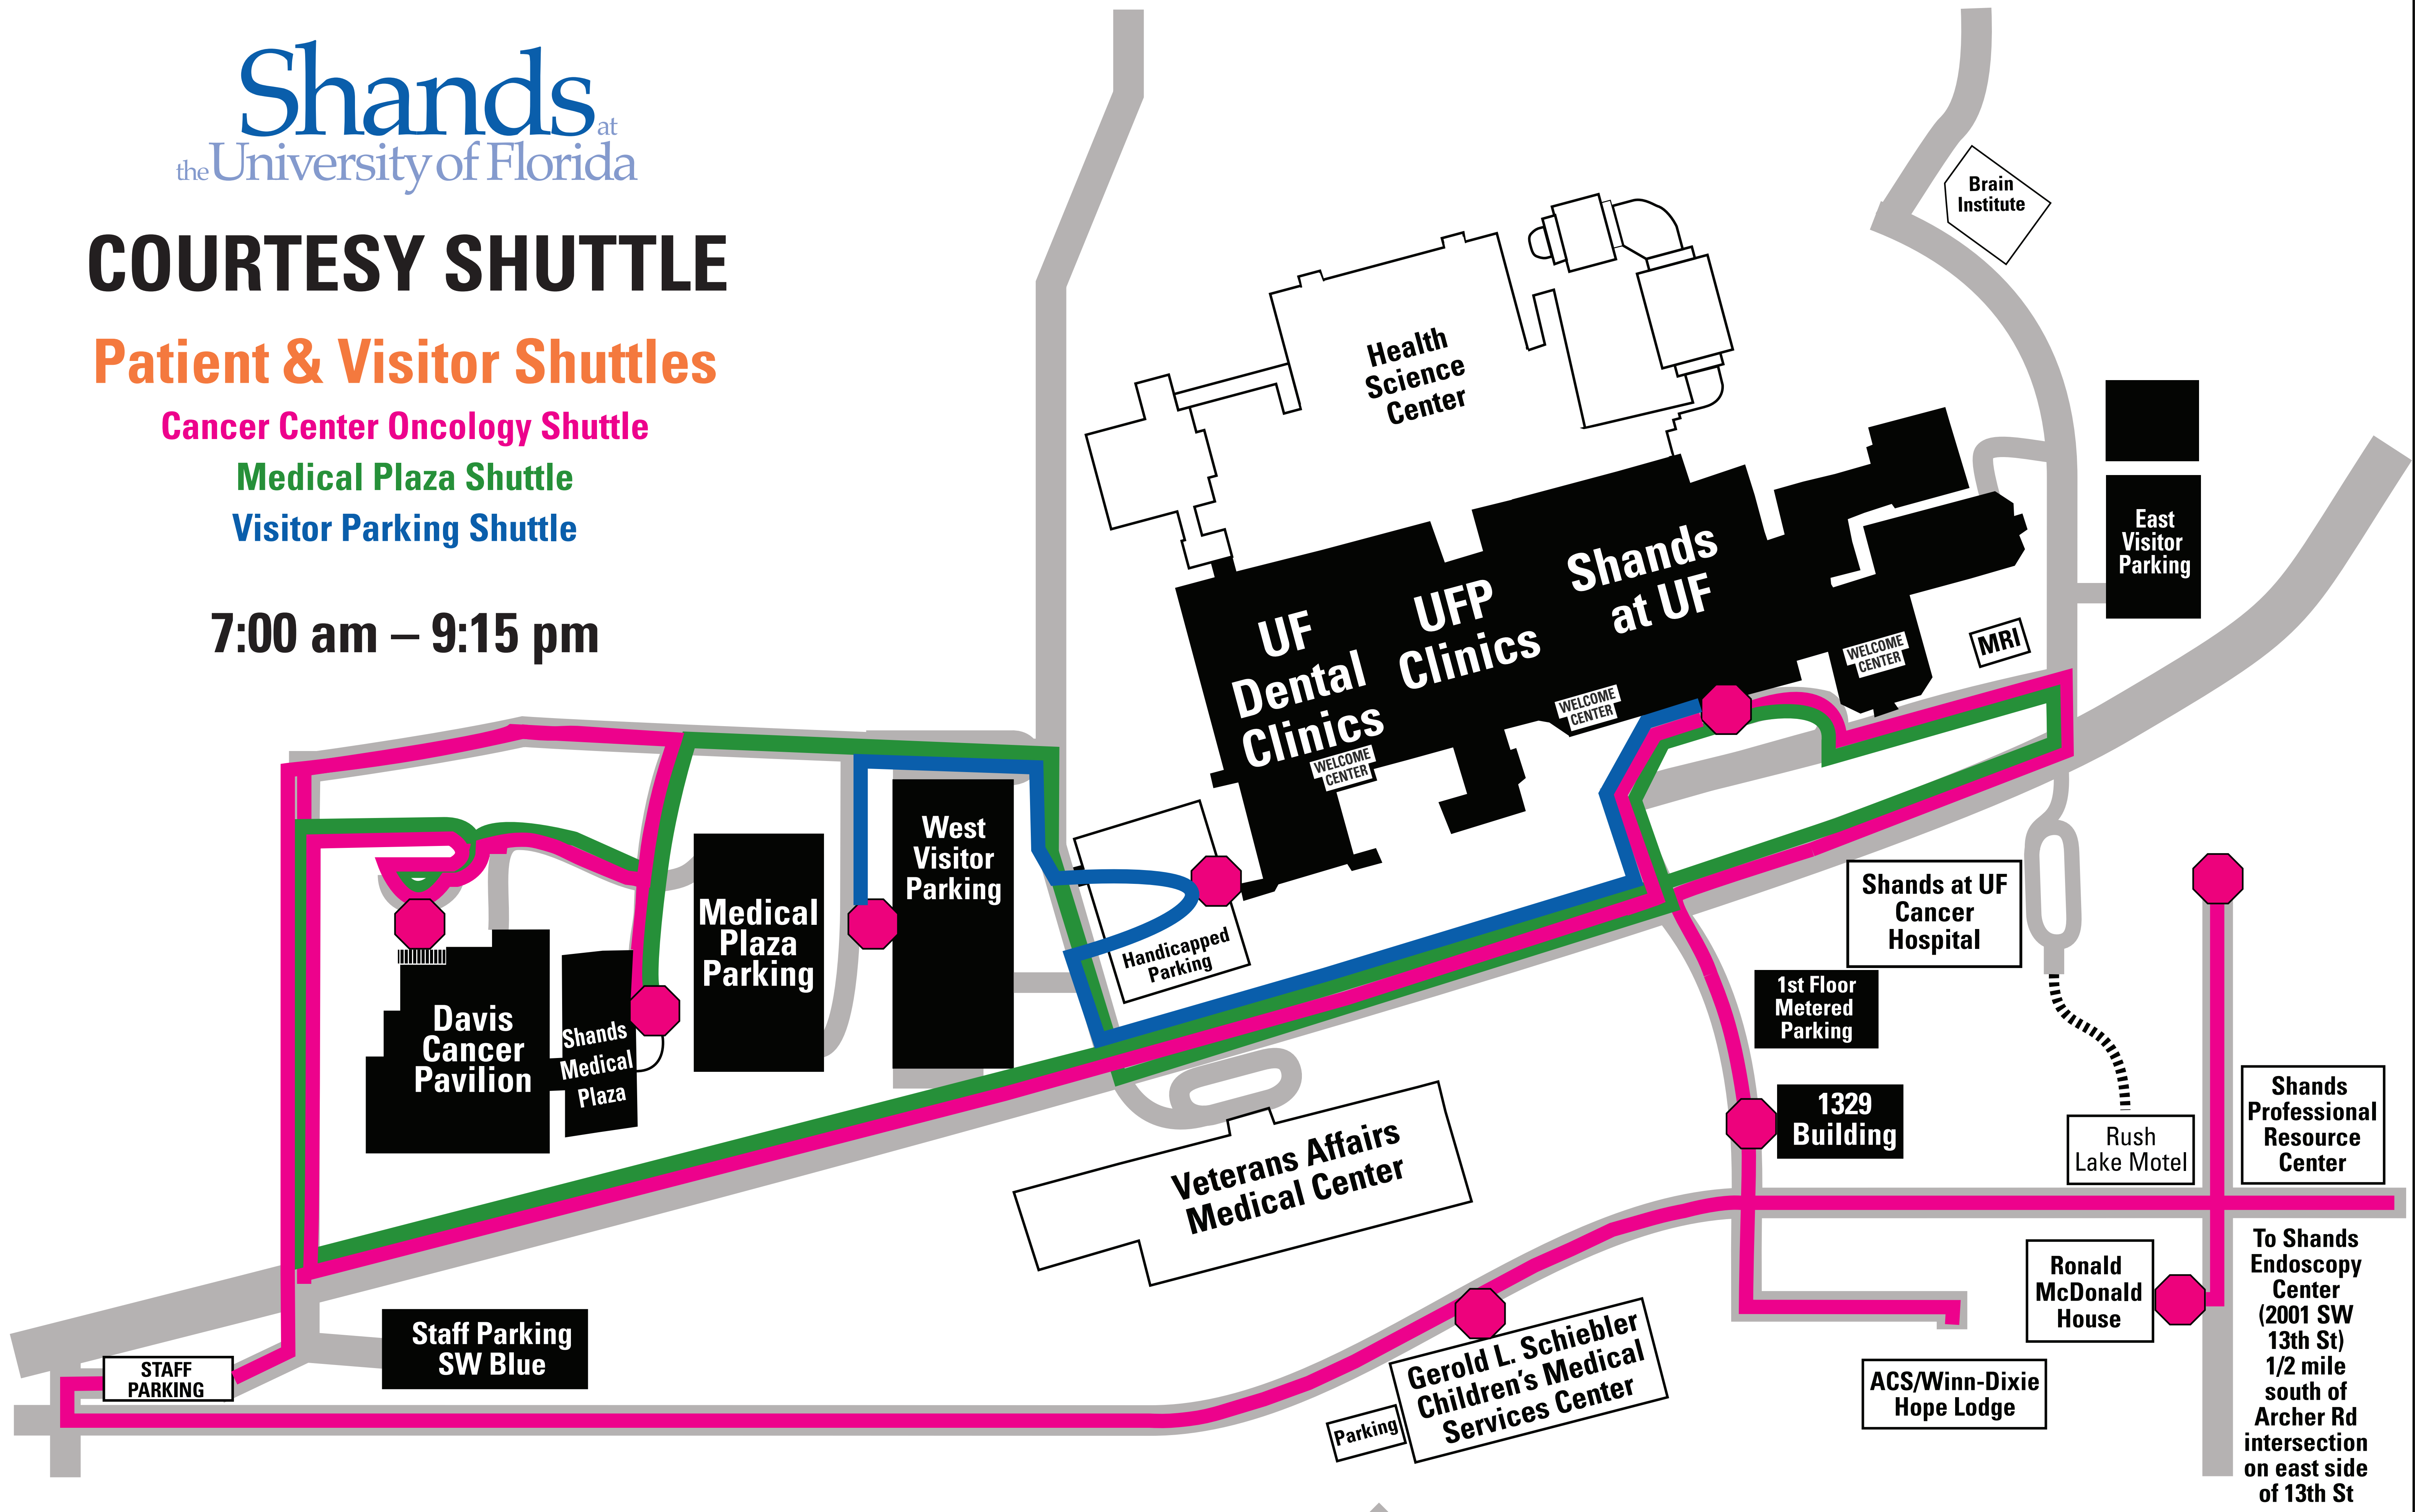 Shands at
the University of Florida
COURTESY SHUTTLE
Patient & Visitor Shuttles
Cancer Center Oncology Shuttle
Medical Plaza Shuttle
Visitor Parking Shuttle
7:00 am – 9:15 pm
Brain
Institute
Health
Science
Center
East
Visitor
Parking
Shands
at UF
UFP
Clinics
UF
Dental
Clinics
WELCOME
CENTER
WELCOME
CENTER
WELCOME
CENTER
MRI
West
Visitor
Parking
Medical
Plaza
Parking
Handicapped
Parking
Davis
Cancer
Pavilion
Shands
Medical
Plaza
Shands at UF
Cancer
Hospital
1st Floor
Metered
Parking
1329
Building
Rush
Lake Motel
Shands
Professional
Resource
Center
Veterans Affairs
Medical Center
To Shands
Endoscopy
Center
(2001 SW
13th St)
1/2 mile
south of
Archer Rd
intersection
on east side
of 13th St
Ronald
McDonald
House
ACS/Winn-Dixie
Hope Lodge
Gerold L. Schiebler
Children's Medical
Services Center
Parking
Staff Parking
SW Blue
STAFF
PARKING